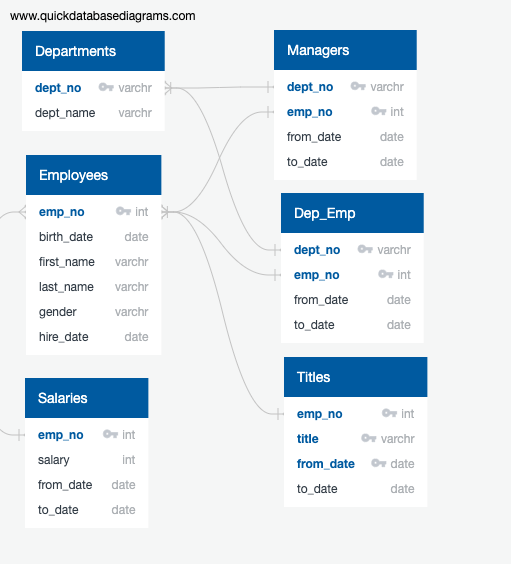 www.quickdatabasediagrams.com
Departments
dept_no varchr
dept_name varchr
Employees
emp_no int
birth_date date
first_name varchr
last_name varchr
gender varchr
hire_date date
Salaries
emp_no int
salary int
from_date date
to_date date
Managers
dept_no varchr
emp_no int
from_date date
to_date date
Dep_Emp
dept_no varchr
emp_no int
from_date date
to_date date
Titles
emp_no int
title varchr
from_date date
to_date date